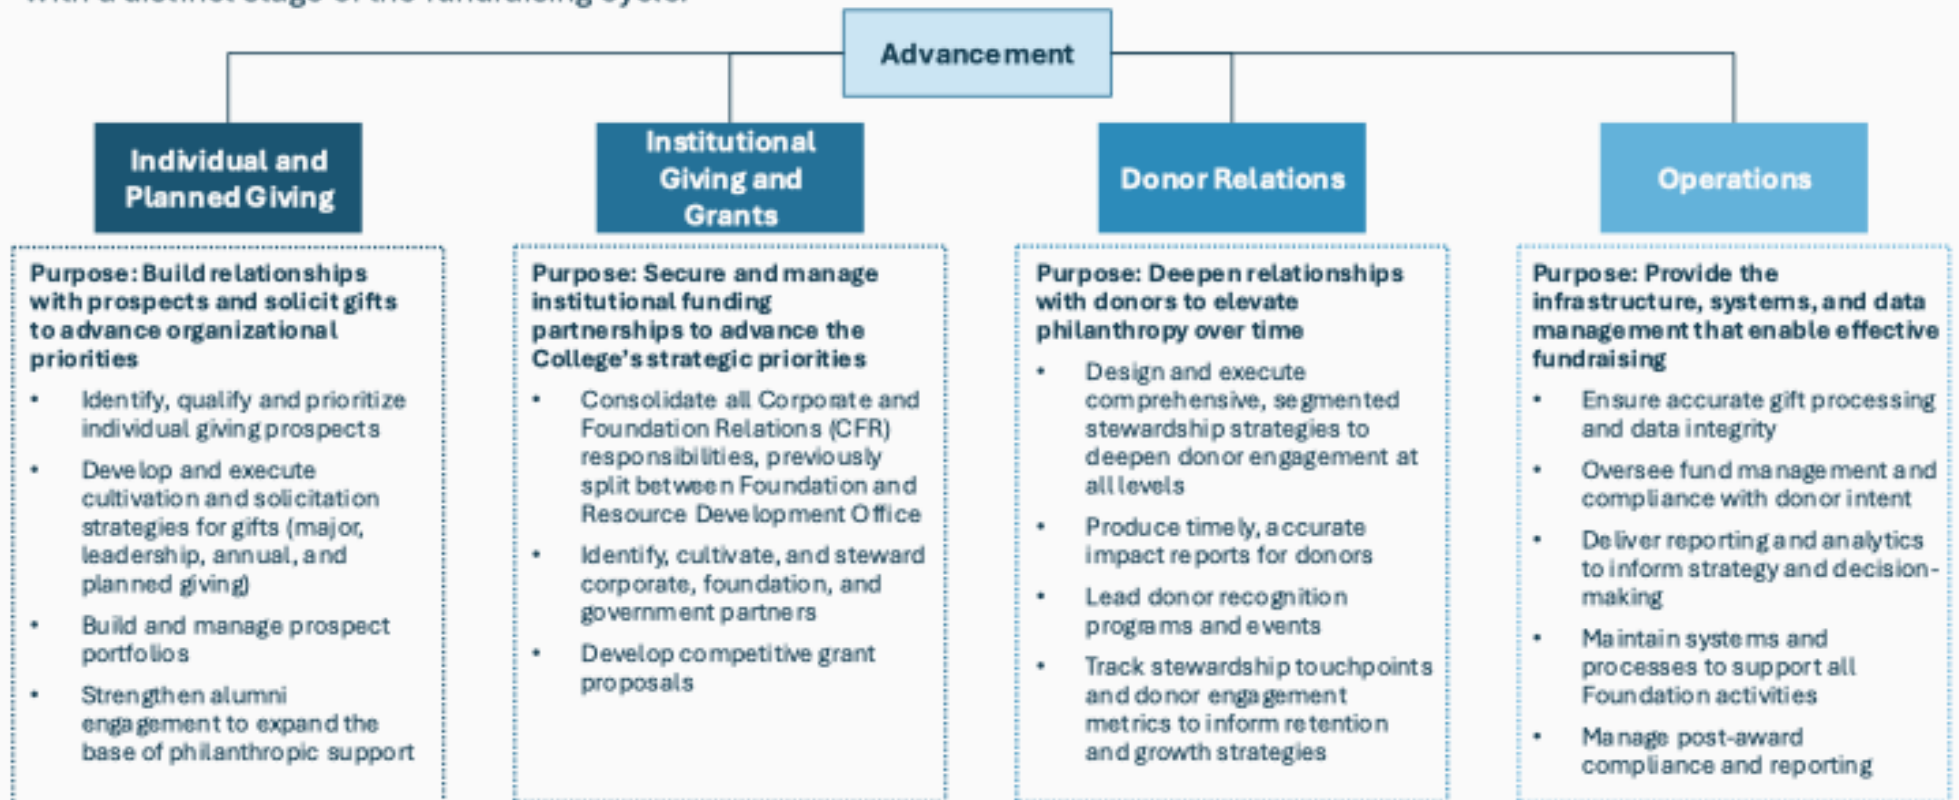 with a distinct stage of the fundraising cycle.
Advancement
Individual and
Planned Giving
Purpose: Build relationships
with prospects and solicit gifts
to advance organizational
priorities
• Identify, qualify and prioritize
individual giving prospects
• Develop and execute
cultivation and solicitation
strategies for gifts (major,
leadership, annual, and
planned giving)
• Build and manage prospect
portfolios
• Strengthen alumni
engagement to expand the
base of philanthropic support
Institutional
Giving and
Grants
Purpose: Secure and manage
institutional funding
partnerships to advance the
College's strategic priorities
• Consolidate all Corporate and
Foundation Relations (CFR)
responsibilities, previously
split between Foundation and
Resource Development Office
• Identify, cultivate, and steward
corporate, foundation, and
government partners
• Develop competitive grant
proposals
Donor Relations
Purpose: Deepen relationships
with donors to elevate
philanthropy over time
• Design and execute
comprehensive, segmented
stewardship strategies to
deepen donor engagement at
all levels
• Produce timely, accurate
impact reports for donors
• Lead donor recognition
programs and events
• Track stewardship touchpoints
and donor engagement
metrics to inform retention
and growth strategies
Operations
Purpose: Provide the
infrastructure, systems, and data
management that enable effective
fundraising
• Ensure accurate gift processing
and data integrity
• Oversee fund management and
compliance with donor intent
• Deliver reporting and analytics
to inform strategy and decision-
making
• Maintain systems and
processes to support all
Foundation activities
• Manage post-award
compliance and reporting